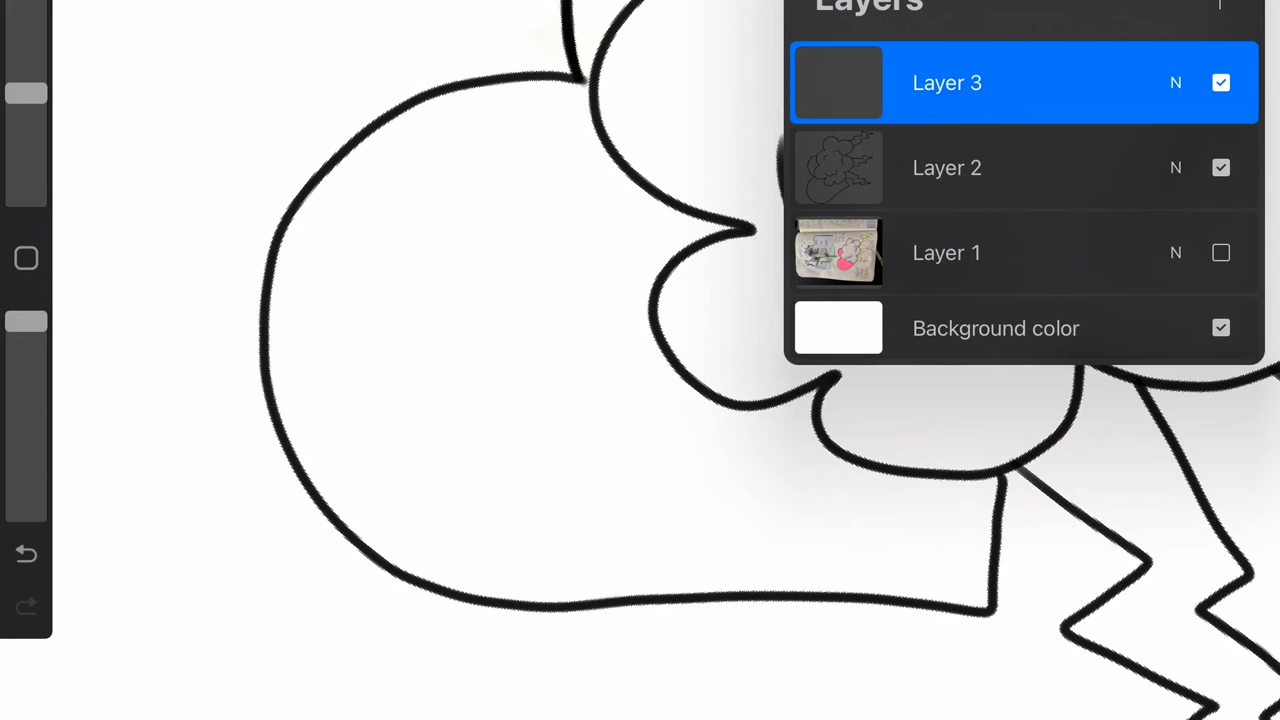 Layers
Layer 3 N
Layer 2 N
Layer 1 N
Background color